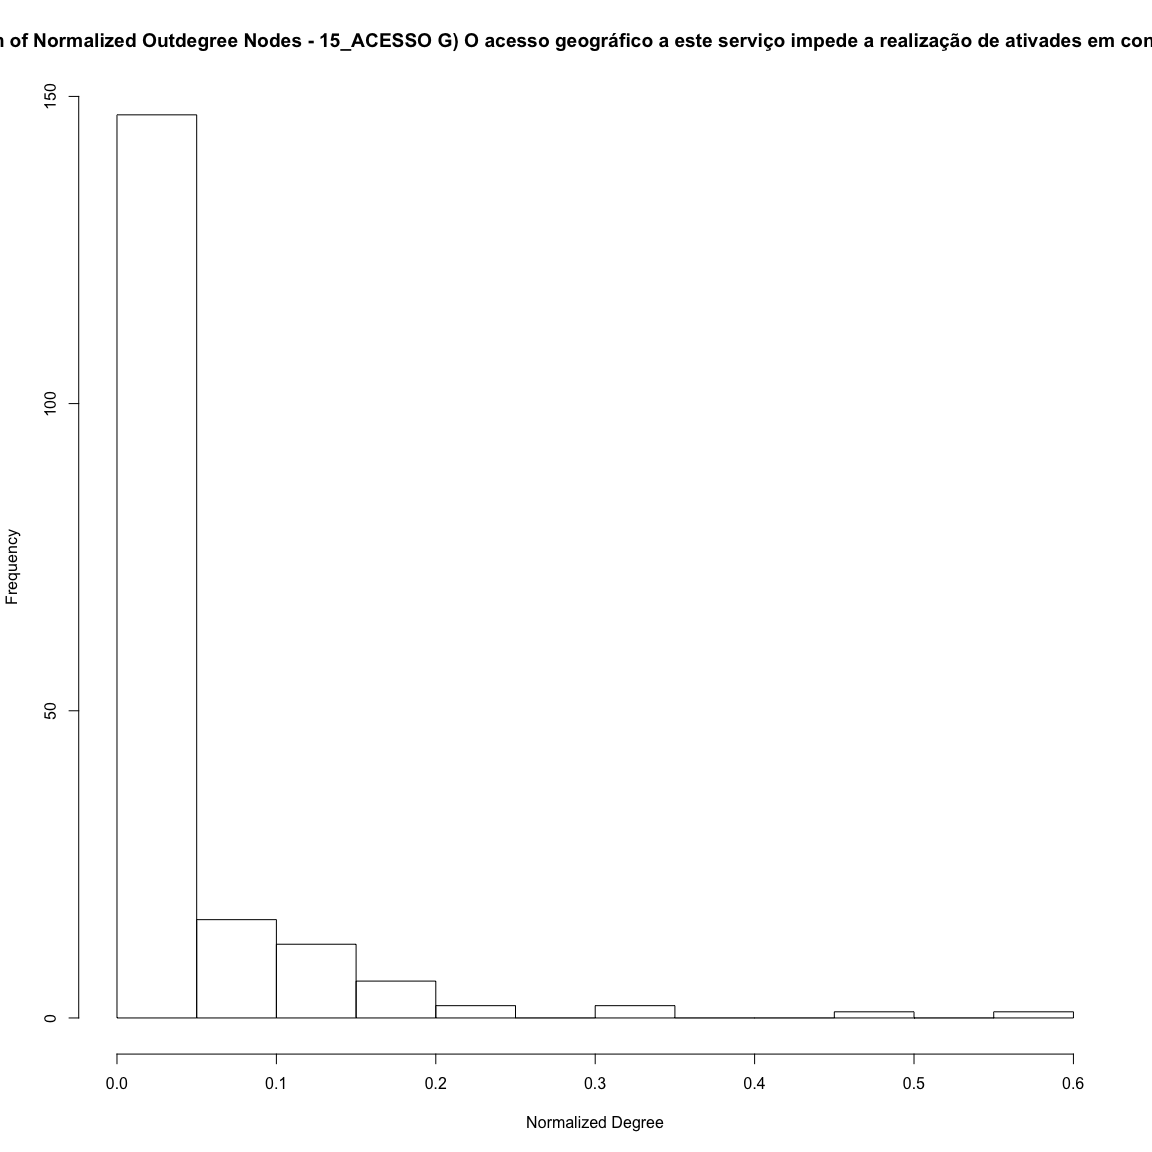 of Normalized Outdegree Nodes - 15_ACESSO G) O acesso geográfico a este serviço impede a realização de ativades em con
150
100
50
0
Frequency
0.0 0.1 0.2 0.3 0.4 0.5 0.6
Normalized Degree